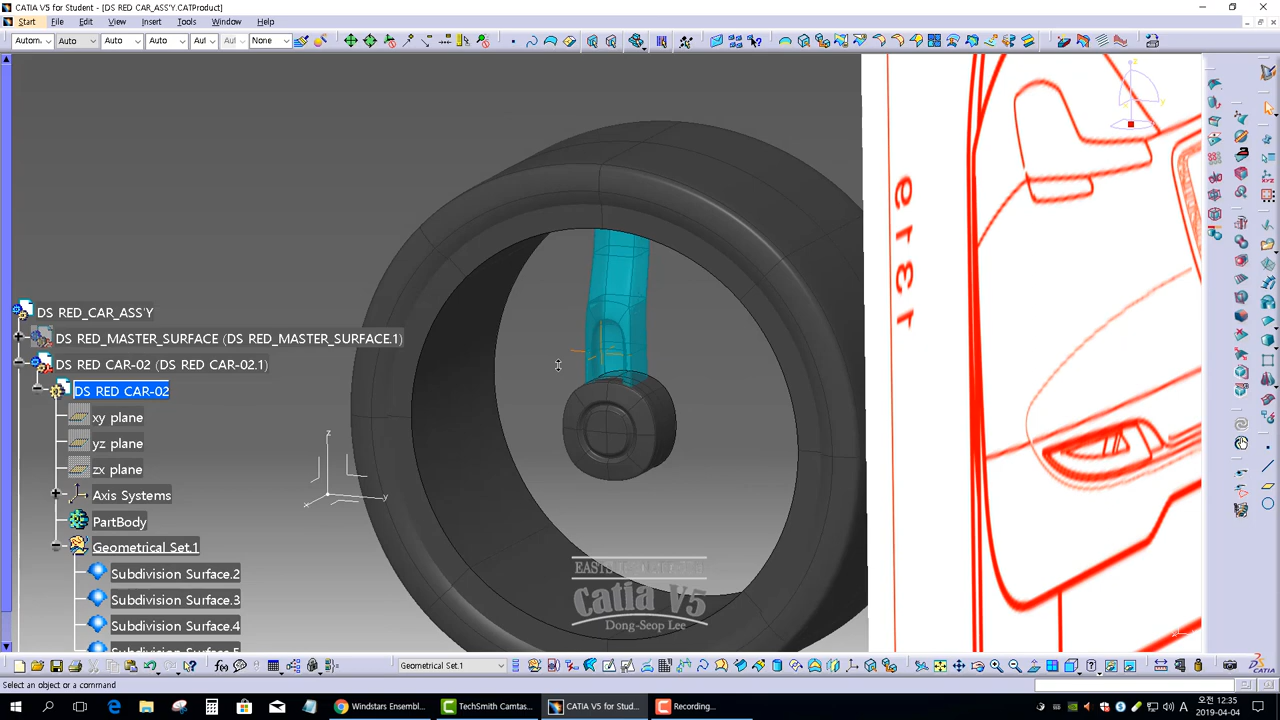 CATIA V5 for Student - [DS RED CAR_ASS'Y.CATProduct]
Start File Edit View Insert Tools Window Help
Autom. Auto Auto Auto Aut Aut None
1319
DS RED_CAR_ASS'Y
DS RED_MASTER_SURFACE (DS RED_MASTER_SURFACE.1)
DS RED CAR-02 (DS RED CAR-02.1)
DS RED CAR-02
xy plane
yz plane
zx plane
Axis Systems
PartBody
Geometrical Set.1
Subdivision Surface.2
Subdivision Surface.3
Subdivision Surface.4
z
y
z
y
Catia V5
Dong-Seop Lee
Geometrical Set.1
CATIA
Select an object or a command
Windstars Ensembl...
TechSmith Camtas...
CATIA V5 for Stud...
Recording...
A
오전 12:35
2019-04-04